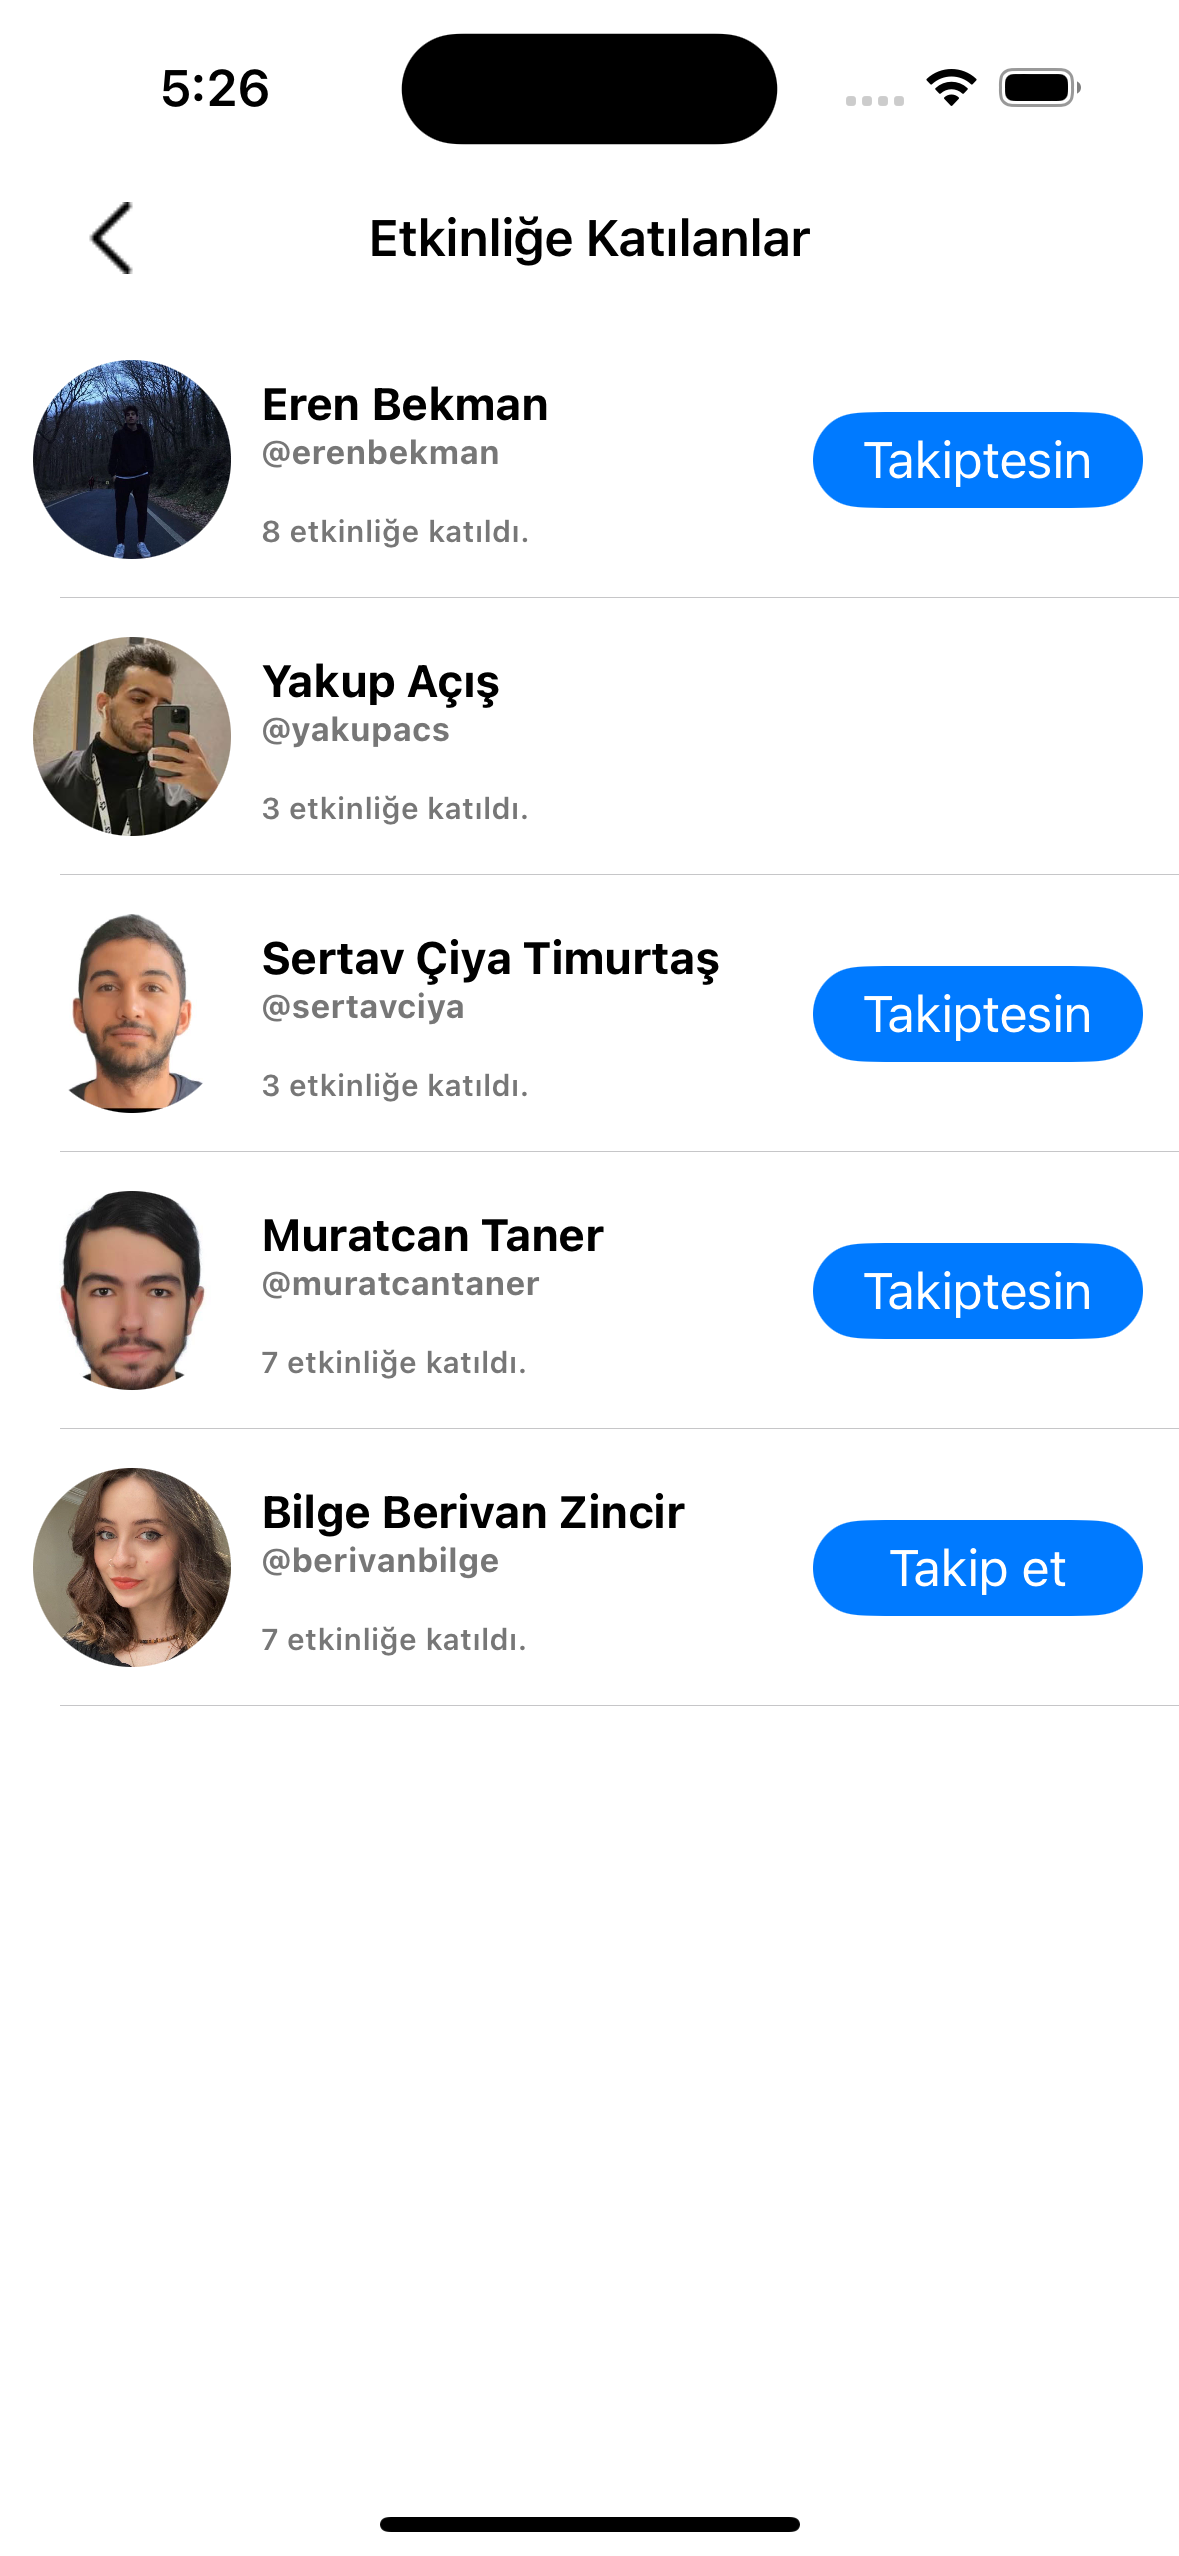 5:26
Etkinliğe Katılanlar
Eren Bekman
@erenbekman
Takiptesin
8 etkinliğe katıldı.
Yakup Açış
@yakupacs
3 etkinliğe katıldı.
Sertav Çiya Timurtaş
@sertavciya
Takiptesin
3 etkinliğe katıldı.
Muratcan Taner
@muratcantaner
Takiptesin
7 etkinliğe katıldı.
Bilge Berivan Zincir
@berivanbilge
Takip et
7 etkinliğe katıldı.